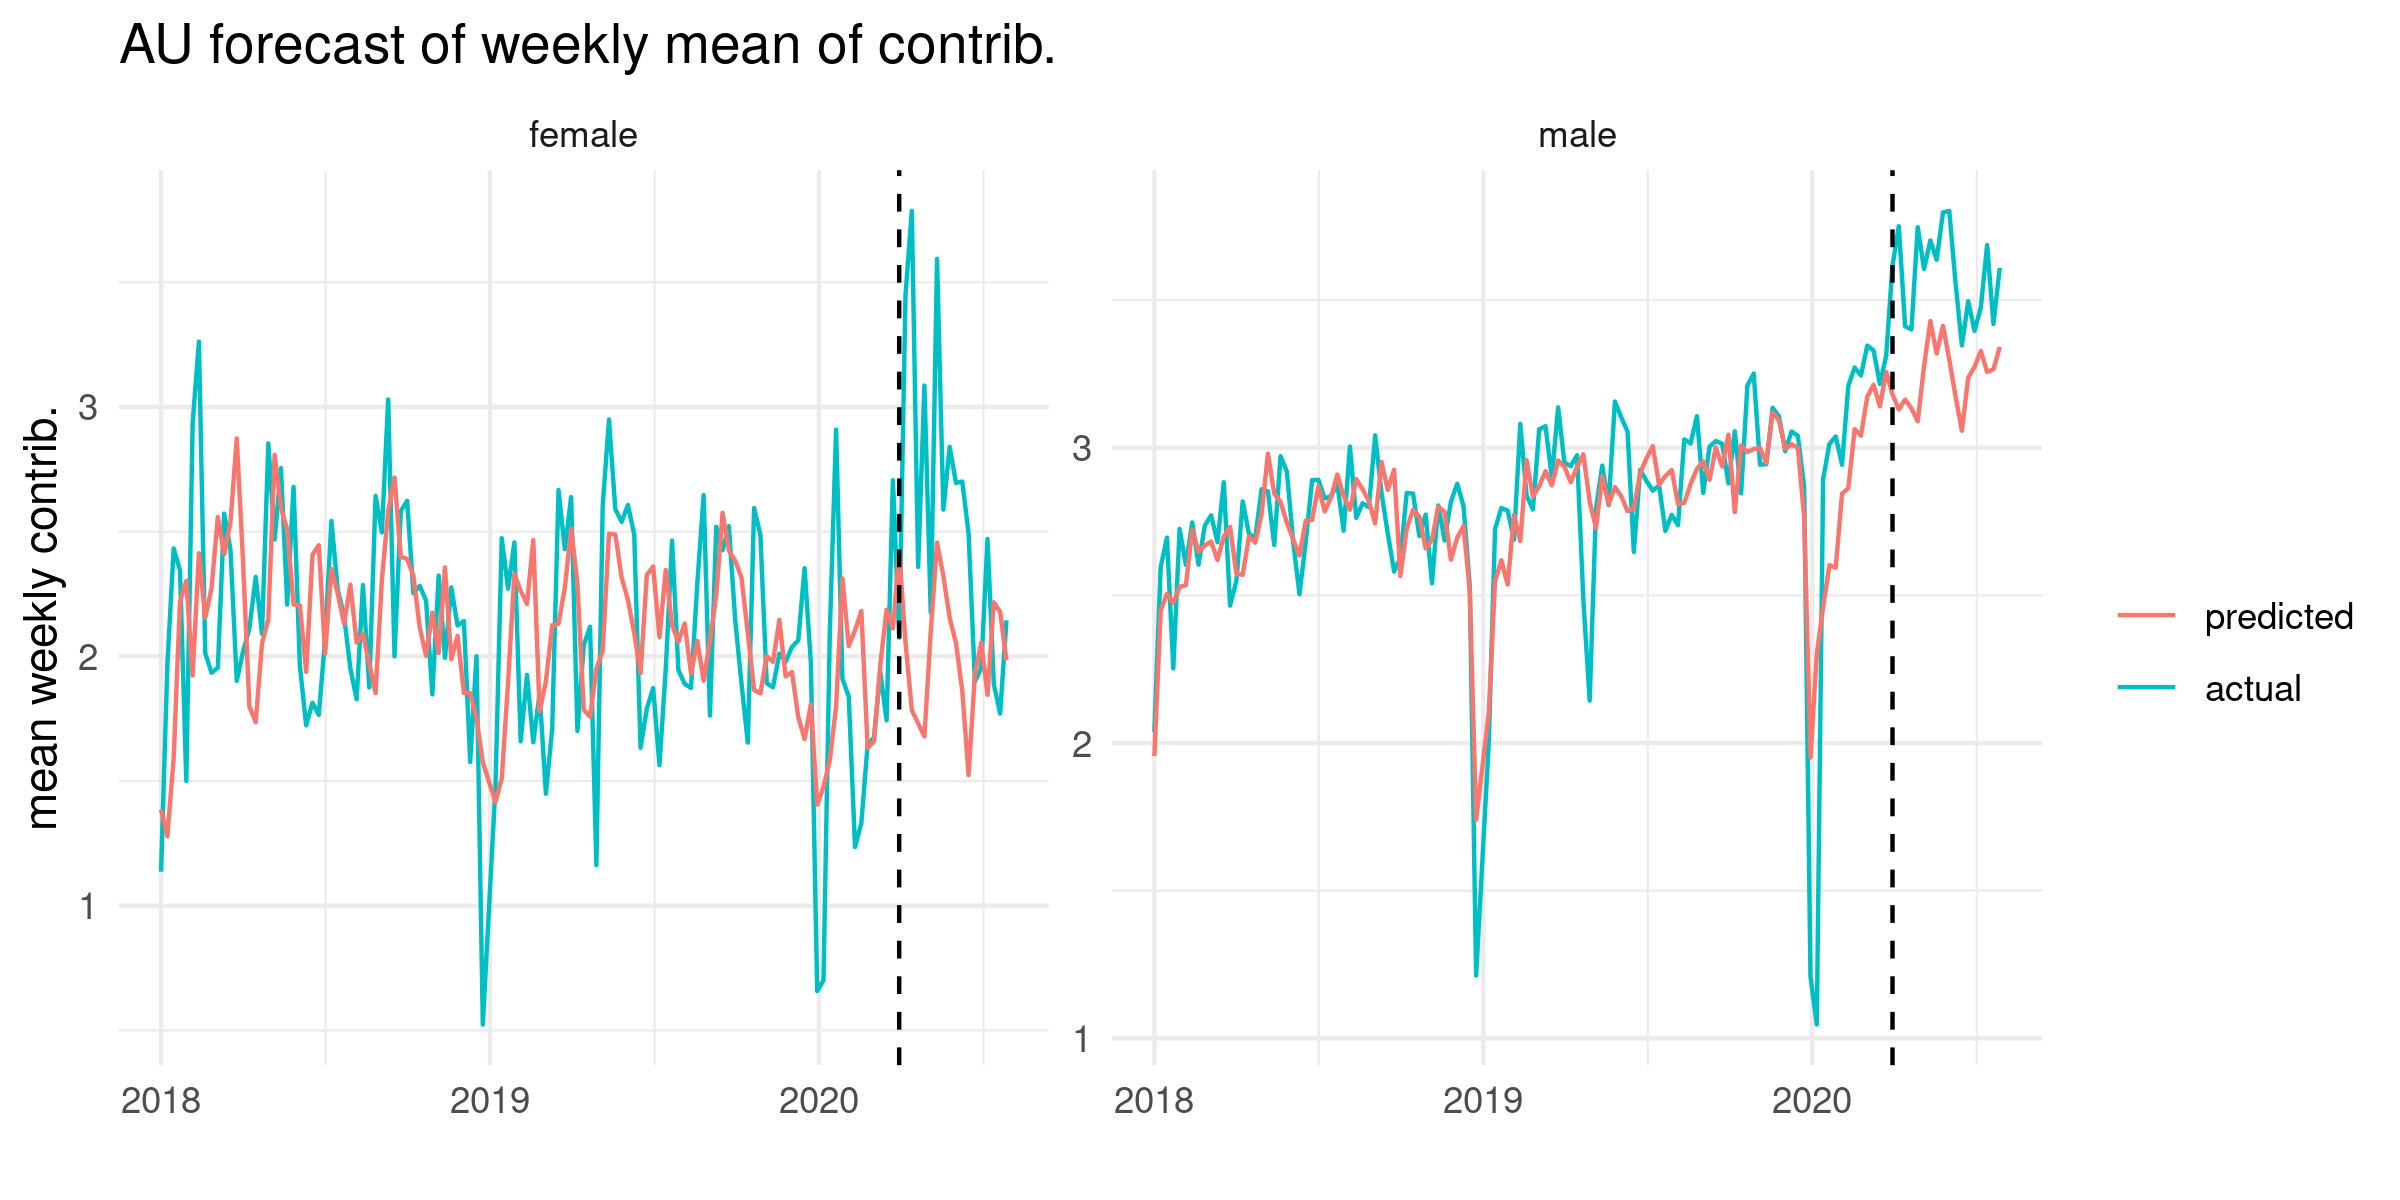 AU forecast of weekly mean of contrib.
female
male
mean weekly contrib.
3
2
1
3
2
1
2018
2019
2020
2018
2019
2020
predicted
actual